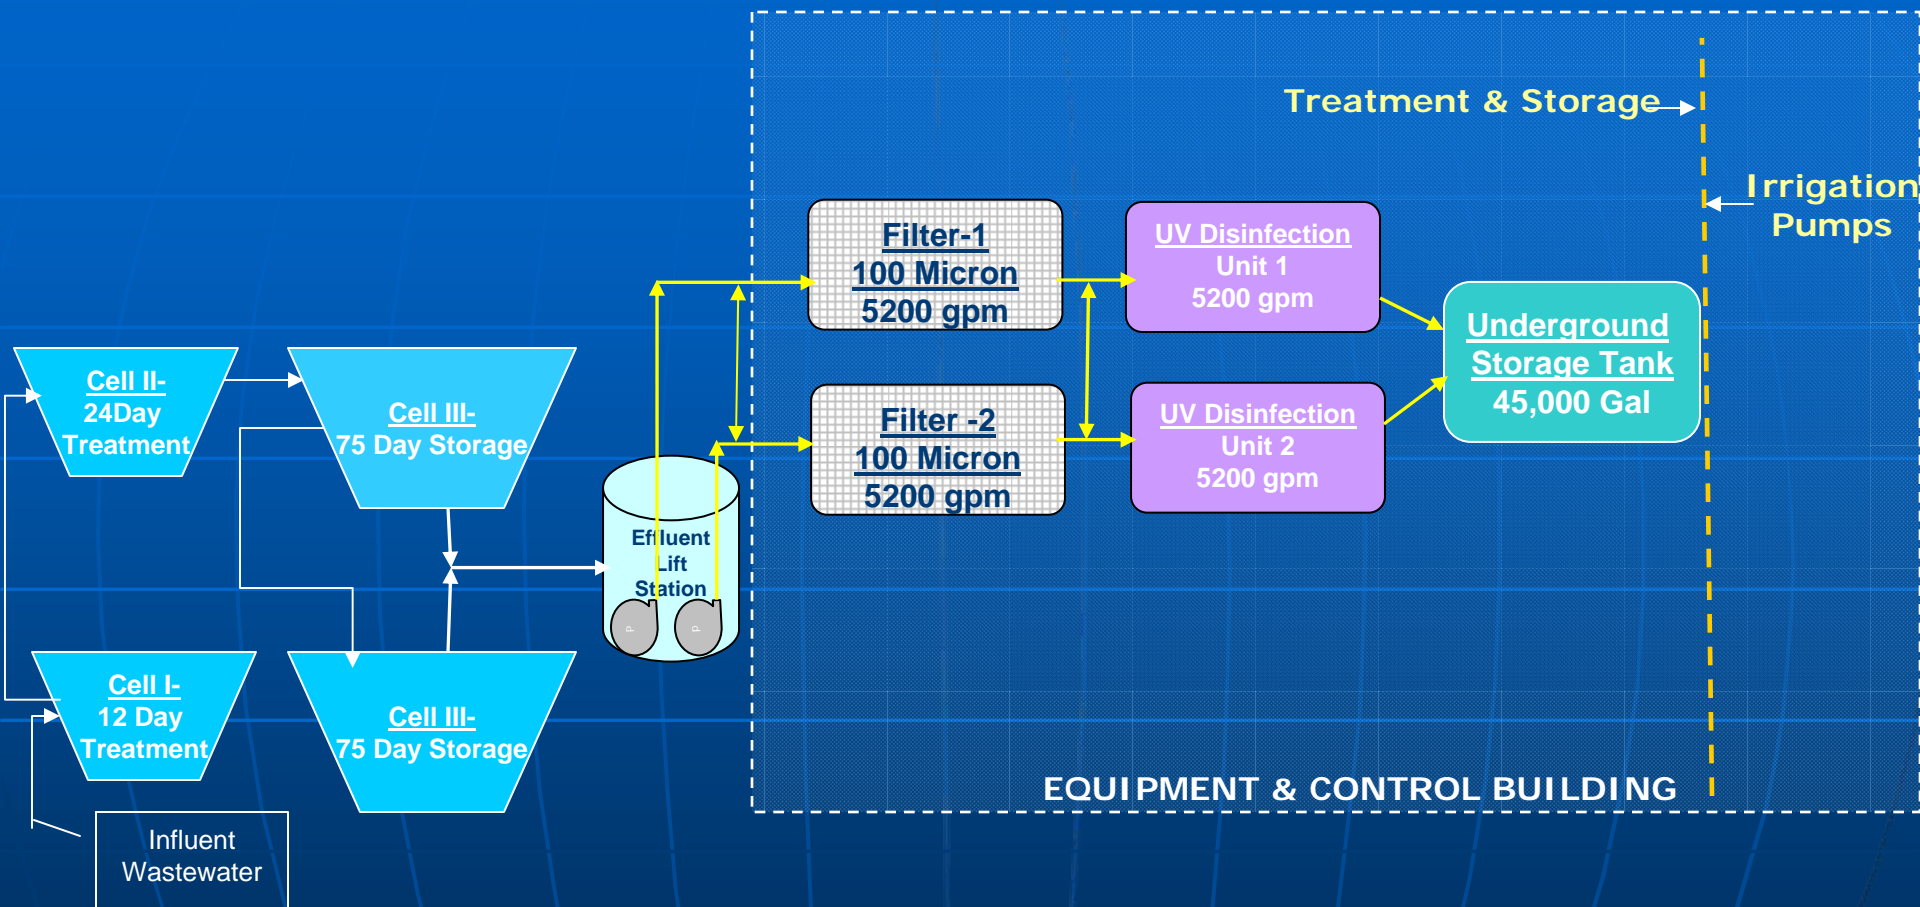 Treatment & Storage
Irrigation
Pumps
Filter-1
100 Micron
5200 gpm
UV Disinfection
Unit 1
5200 gpm
Underground
Storage Tank
45,000 Gal
Filter -2
100 Micron
5200 gpm
UV Disinfection
Unit 2
5200 gpm
Cell II-
24Day
Treatment
Cell III-
75 Day Storage
Effluent
Lift
Station
p
p
Cell I-
12 Day
Treatment
Cell III-
75 Day Storage
EQUIPMENT & CONTROL BUILDING
Influent
Wastewater